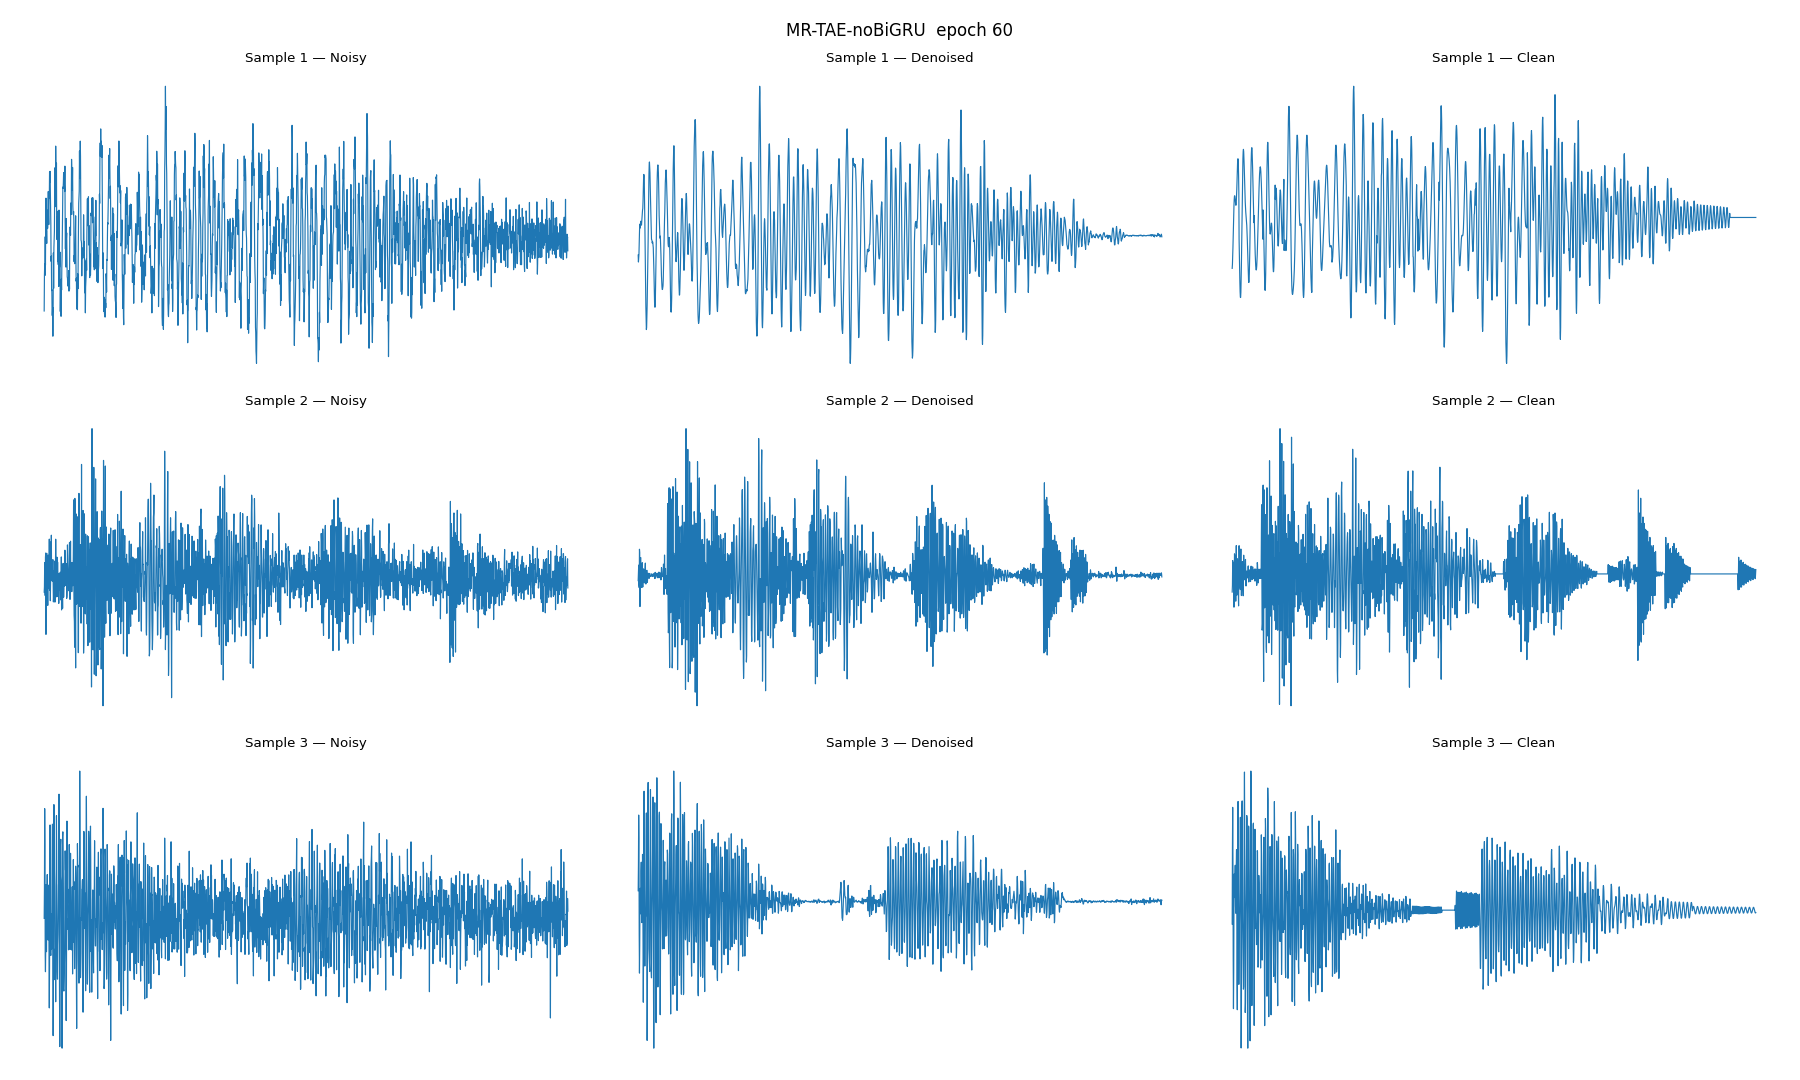 MR-TAE-noBiGRU  epoch 60
Sample 1 — Noisy
Sample 1 — Denoised
Sample 1 — Clean
Sample 2 — Noisy
Sample 2 — Denoised
Sample 2 — Clean
Sample 3 — Noisy
Sample 3 — Denoised
Sample 3 — Clean